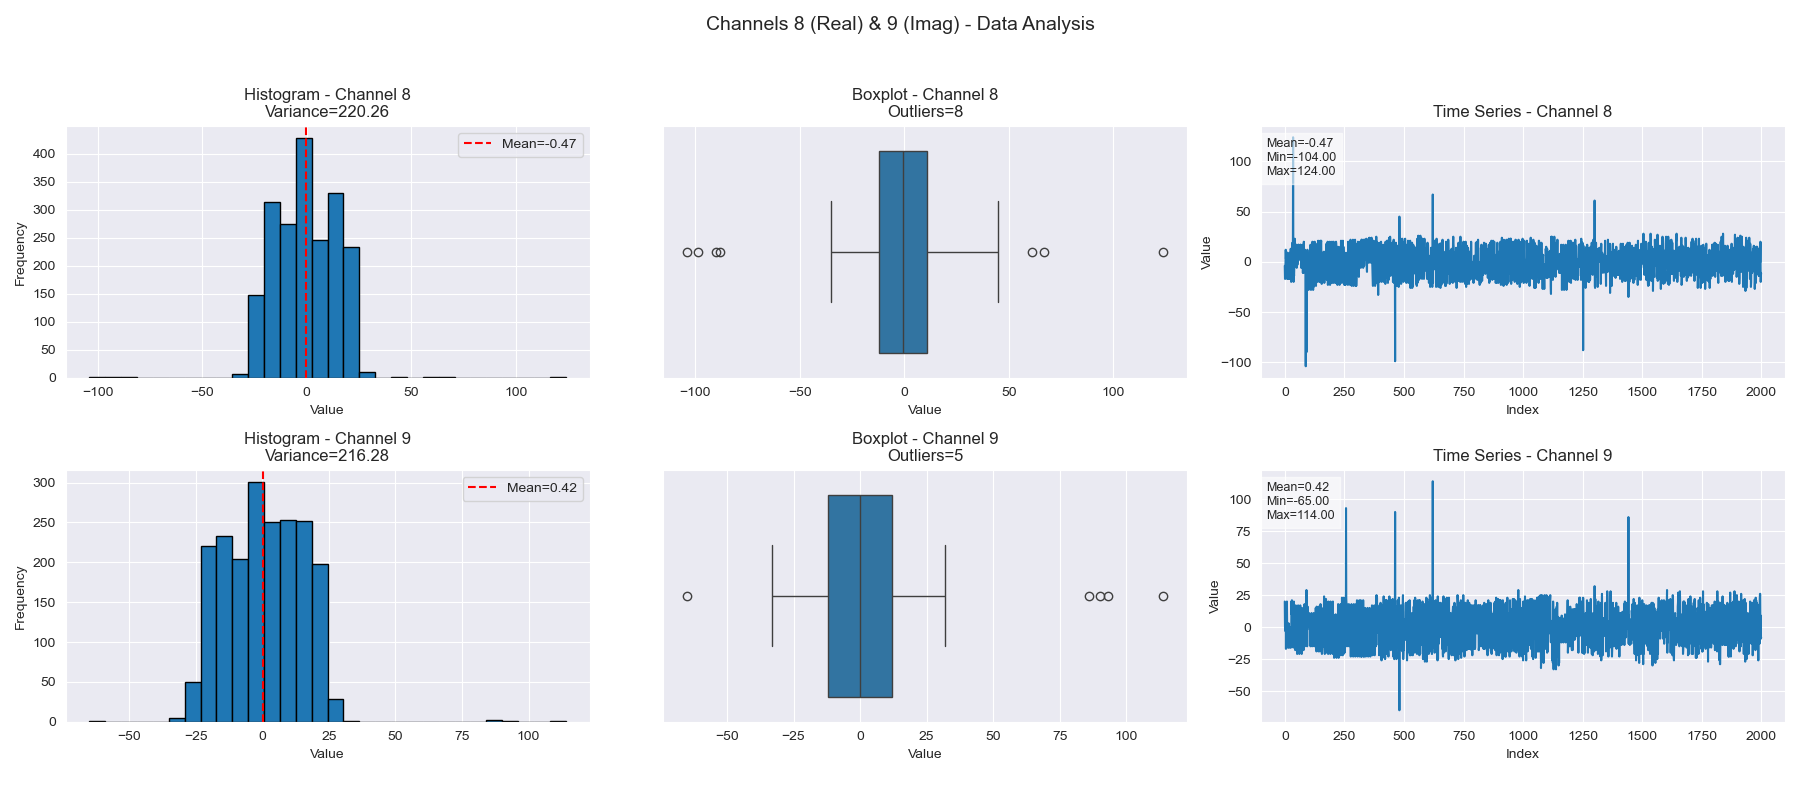 Channels 8 (Real) & 9 (Imag) - Data Analysis
Histogram - Channel 8
Variance=220.26
Mean=-0.47
Frequency
400
350
300
250
200
150
100
50
0
−100
−50
0
50
100
Value
Boxplot - Channel 8
Outliers=8
−100
−50
0
50
100
Value
Time Series - Channel 8
Mean=-0.47
Min=-104.00
Max=124.00
Value
100
50
0
−50
−100
0
250
500
750
1000
1250
1500
1750
2000
Index
Histogram - Channel 9
Variance=216.28
Mean=0.42
Frequency
300
250
200
150
100
50
0
−50
−25
0
25
50
75
100
Value
Boxplot - Channel 9
Outliers=5
−50
−25
0
25
50
75
100
Value
Time Series - Channel 9
Mean=0.42
Min=-65.00
Max=114.00
Value
100
75
50
25
0
−25
−50
0
250
500
750
1000
1250
1500
1750
2000
Index